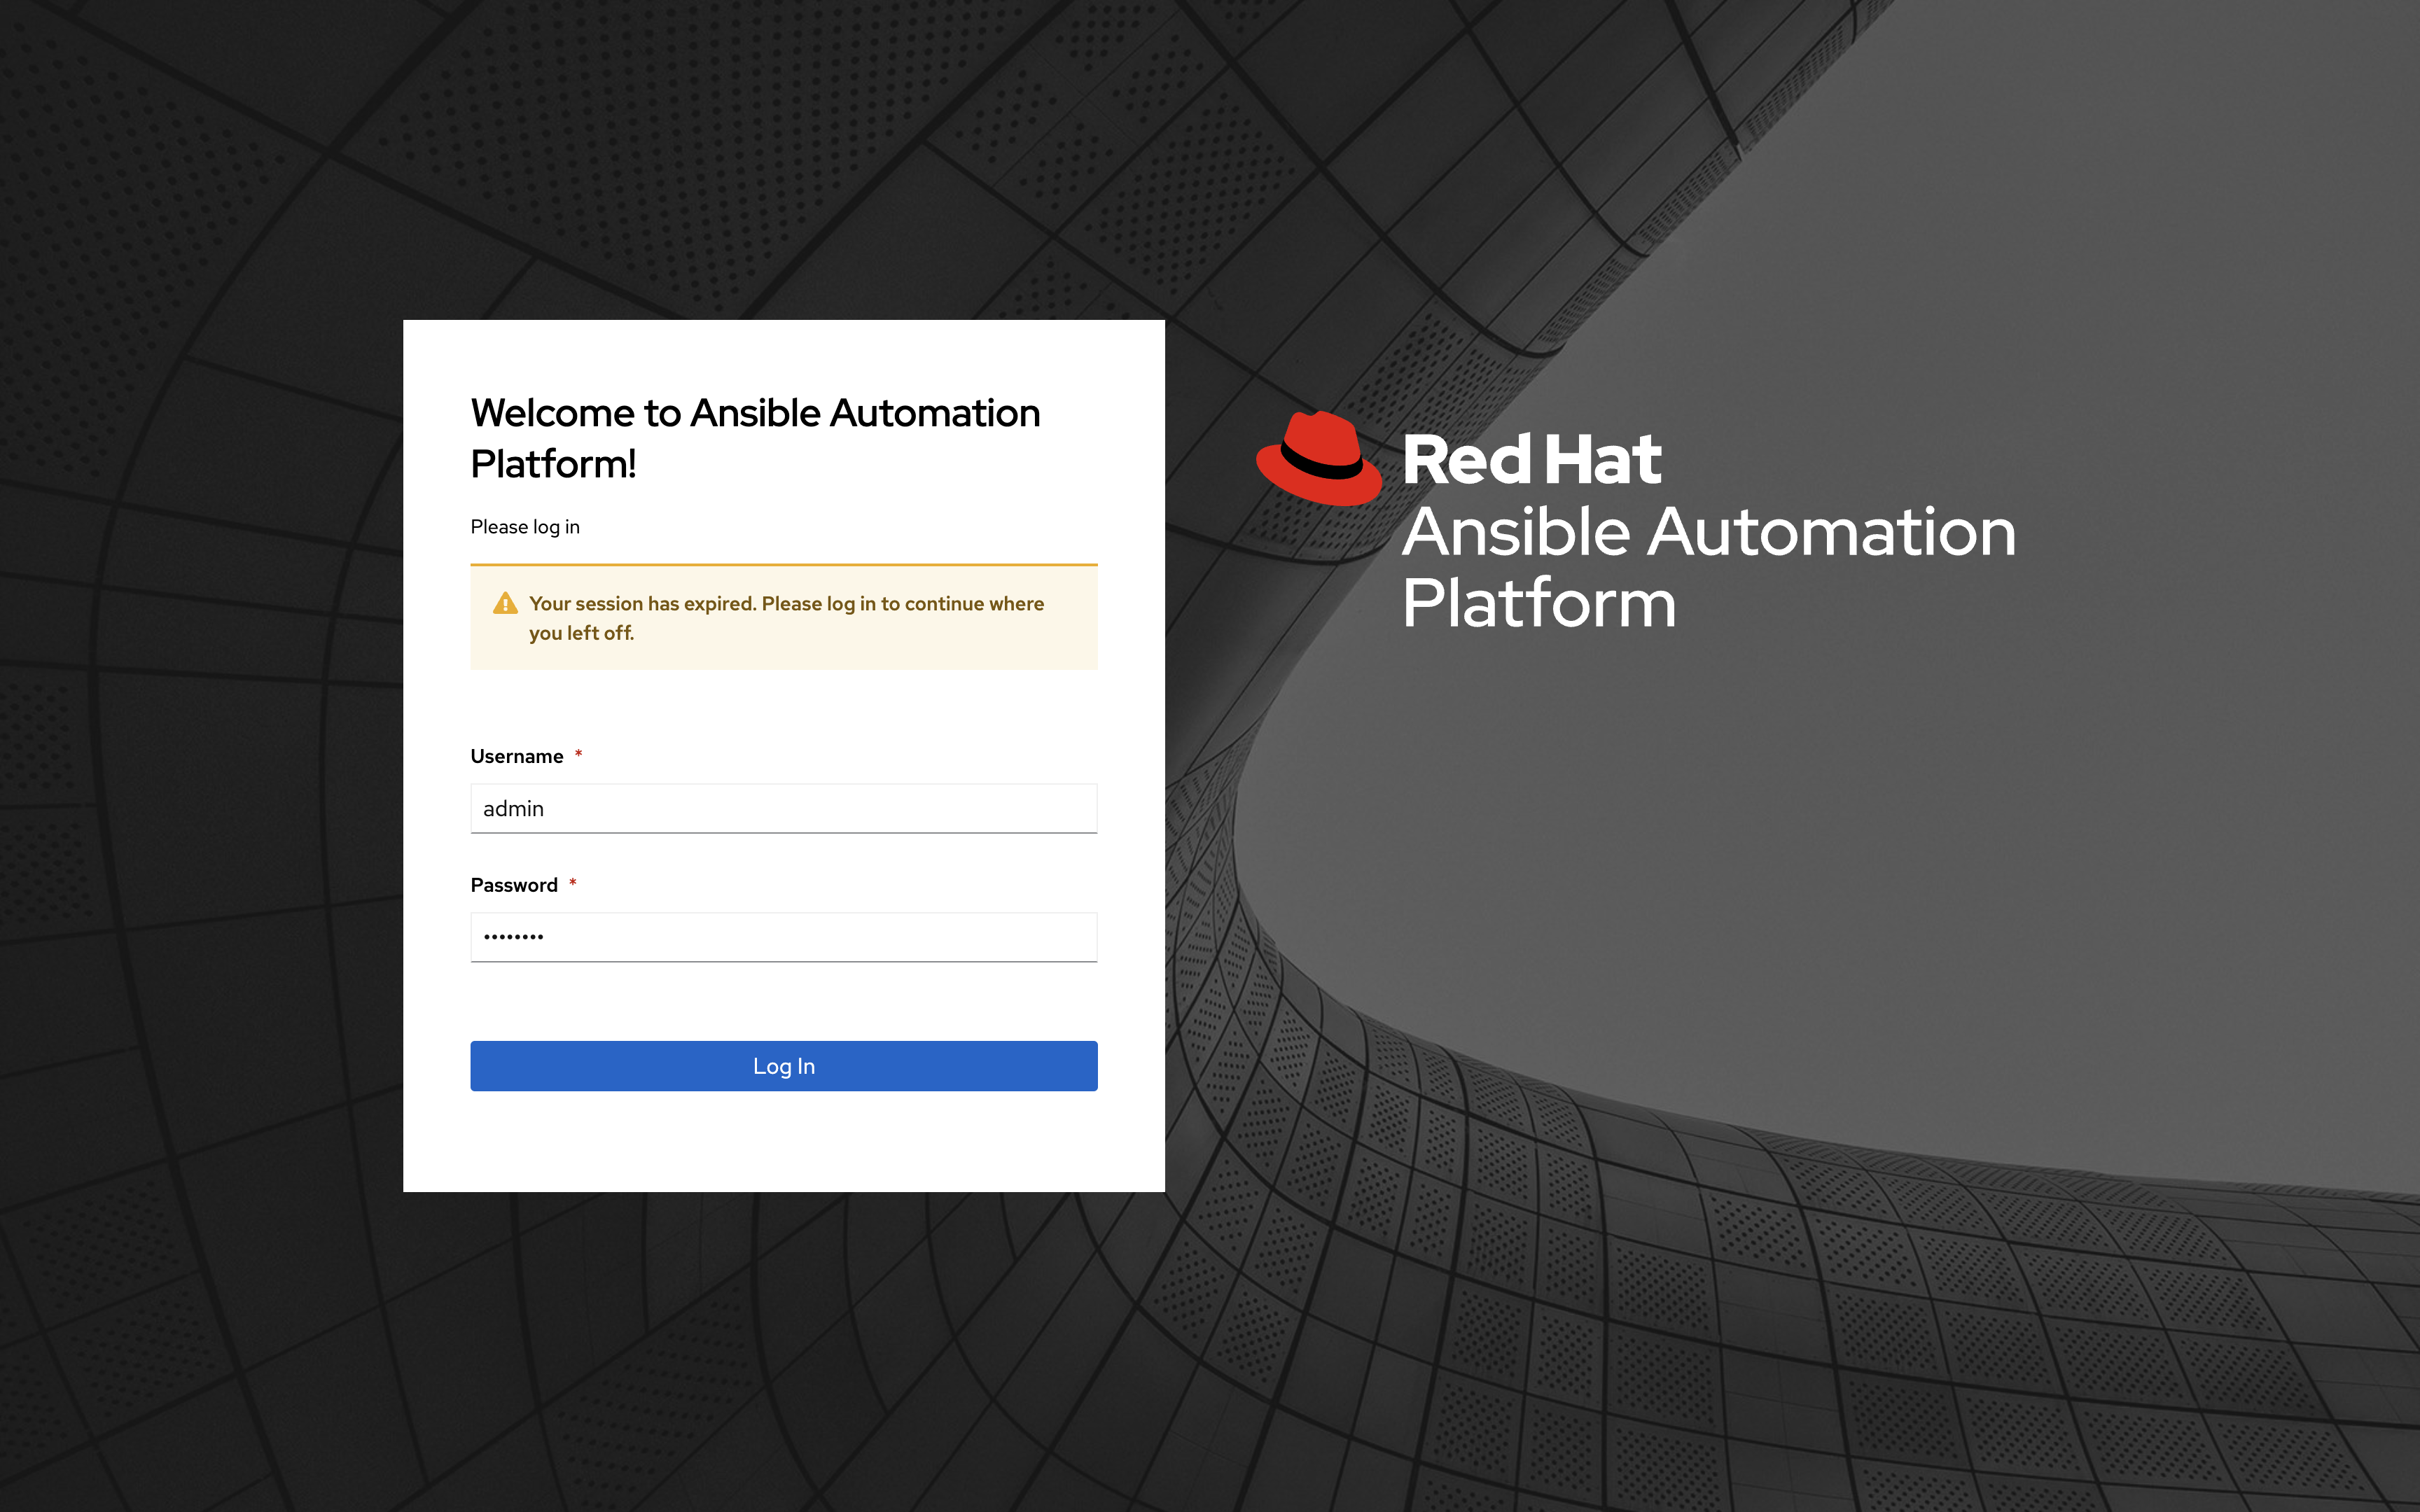 Welcome to Ansible Automation
Platform!
Please log in
Your session has expired. Please log in to continue where
you left off.
Username *
admin
Password *
••••••••
Log In
Red Hat
Ansible Automation
Platform